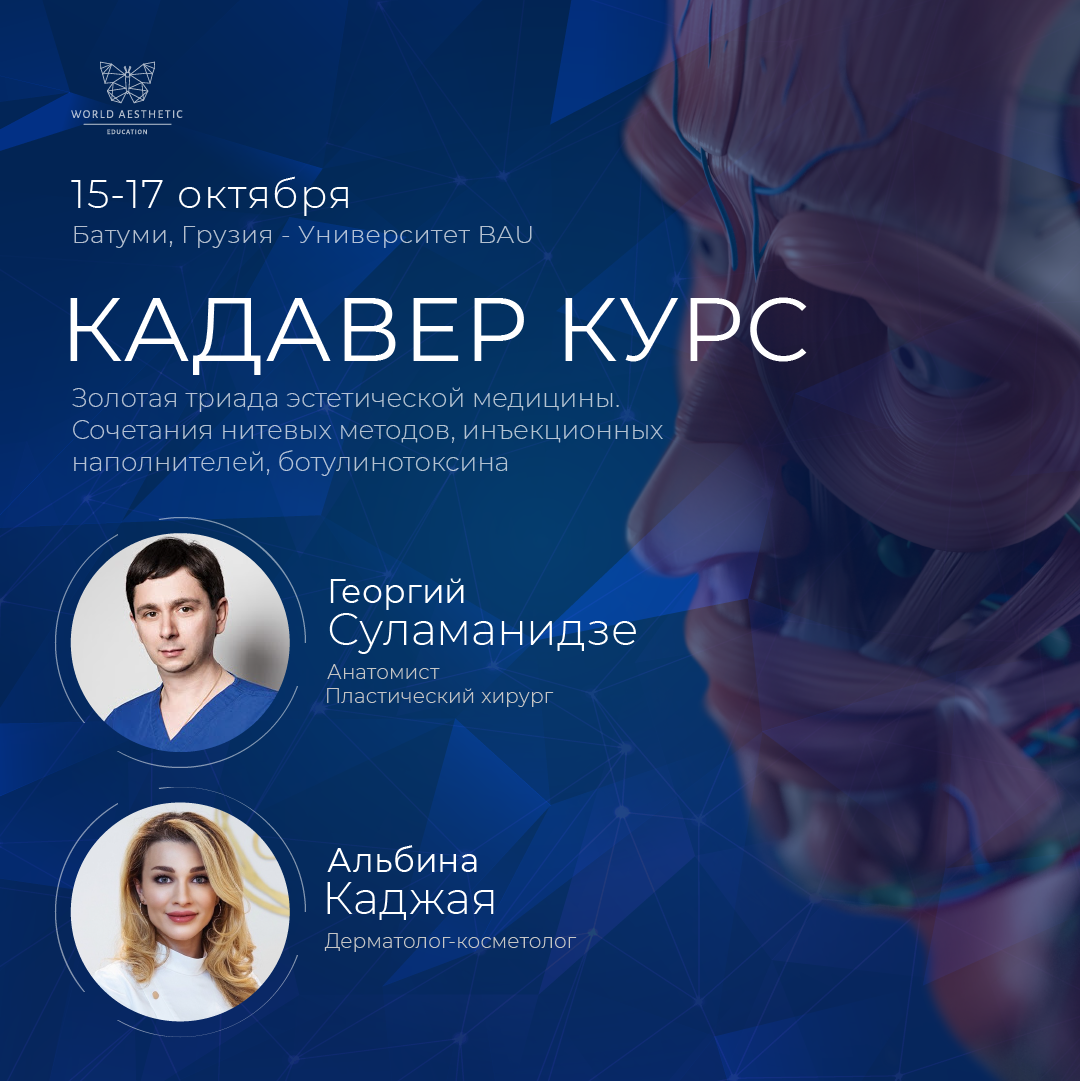 WORLD AESTHETIC
EDUCATION
15-17 октября
Батуми, Грузия - Университет BAU
КАДАВЕР КУРС
Золотая триада эстетической медицины.
Сочетания нитевых методов, инъекционных
наполнителей, ботулинотоксина
Георгий
Суламанидзе
Анатомист
Пластический хирург
Альбина
Каджая
Дерматолог-косметолог